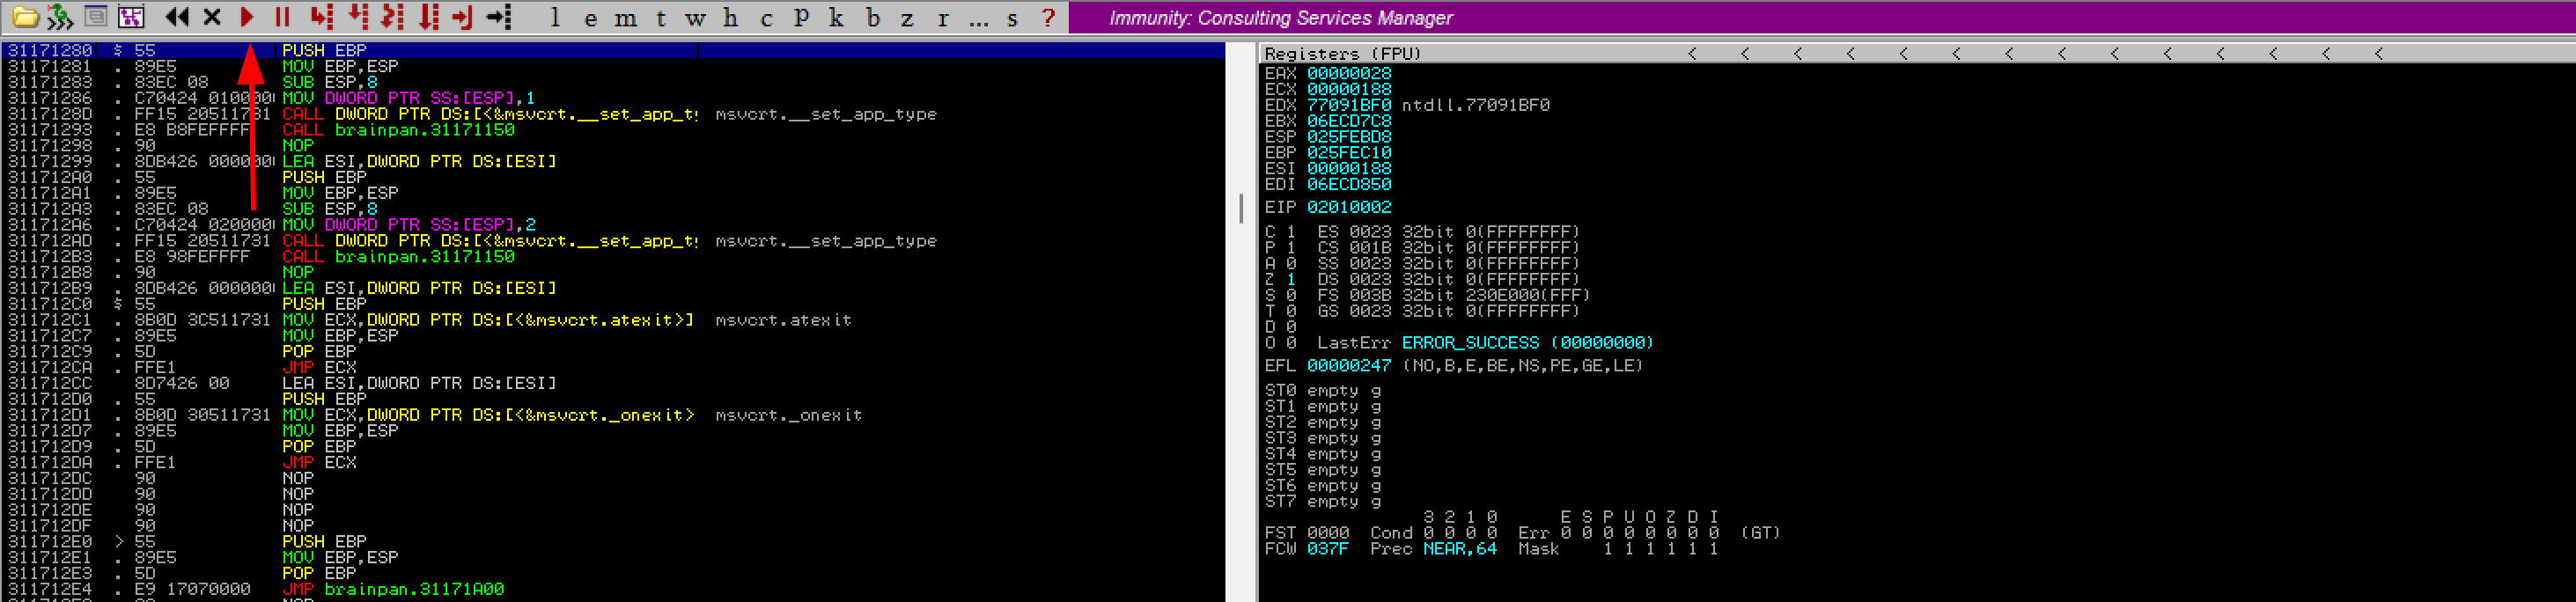 l e m t w h c P k b z r ... s ? Immunity: Consulting Services Manager
31171280 $ 55 PUSH EBP
31171281 . 89E5 MOV EBP,ESP
31171283 . 83EC 08 SUB ESP,8
31171286 . C70424 0100000 MOV DWORD PTR SS:[ESP],1
3117128D . FF15 20511731 CALL DWORD PTR DS:[<&msvcrt.__set_app_ty msvcrt.__set_app_type
31171293 . E8 B8FEFFFF CALL brainpan.31171150
31171298 . 90 NOP
31171299 . 8DB426 0000000 LEA ESI,DWORD PTR DS:[ESI]
311712A0 . 55 PUSH EBP
311712A1 . 89E5 MOV EBP,ESP
311712A3 . 83EC 08 SUB ESP,8
311712A6 . C70424 0200000 MOV DWORD PTR SS:[ESP],2
311712AD . FF15 20511731 CALL DWORD PTR DS:[<&msvcrt.__set_app_ty msvcrt.__set_app_type
311712B3 . E8 98FEFFFF CALL brainpan.31171150
311712B8 . 90 NOP
311712B9 . 8DB426 0000000 LEA ESI,DWORD PTR DS:[ESI]
311712C0 $ 55 PUSH EBP
311712C1 . 8B0D 3C511731 MOV ECX,DWORD PTR DS:[<&msvcrt.atexit>] msvcrt.atexit
311712C7 . 89E5 MOV EBP,ESP
311712C9 . 5D POP EBP
311712CA . FFE1 JMP ECX
311712CC 8D7426 00 LEA ESI,DWORD PTR DS:[ESI]
311712D0 . 55 PUSH EBP
311712D1 . 8B0D 30511731 MOV ECX,DWORD PTR DS:[<&msvcrt._onexit> msvcrt._onexit
311712D7 . 89E5 MOV EBP,ESP
311712D9 . 5D POP EBP
311712DA . FFE1 JMP ECX
311712DC 90 NOP
311712DD 90 NOP
311712DE 90 NOP
311712DF 90 NOP
311712E0 > 55 PUSH EBP
311712E1 . 89E5 MOV EBP,ESP
311712E3 . 5D POP EBP
311712E4 . E9 17070000 JMP brainpan.31171A00
Registers (FPU) < < < < < < < < < < < < < <
EAX 00000028
ECX 00000188
EDX 77091BF0 ntdll.77091BF0
EBX 06ECD7C8
ESP 025FEBD8
EBP 025FEC10
ESI 00000188
EDI 06ECD850
EIP 02010002
C 1 ES 0023 32bit 0(FFFFFFFF)
P 1 CS 001B 32bit 0(FFFFFFFF)
A 0 SS 0023 32bit 0(FFFFFFFF)
Z 1 DS 0023 32bit 0(FFFFFFFF)
S 0 FS 003B 32bit 230E000(FFF)
T 0 GS 0023 32bit 0(FFFFFFFF)
D 0
O 0 LastErr ERROR_SUCCESS (00000000)
EFL 00000247 (NO,B,E,BE,NS,PE,GE,LE)
ST0 empty g
ST1 empty g
ST2 empty g
ST3 empty g
ST4 empty g
ST5 empty g
ST6 empty g
ST7 empty g
3 2 1 0 E S P U O Z D I
FST 0000 Cond 0 0 0 0 Err 0 0 0 0 0 0 0 0 (GT)
FCW 037F Prec NEAR,64 Mask 1 1 1 1 1 1